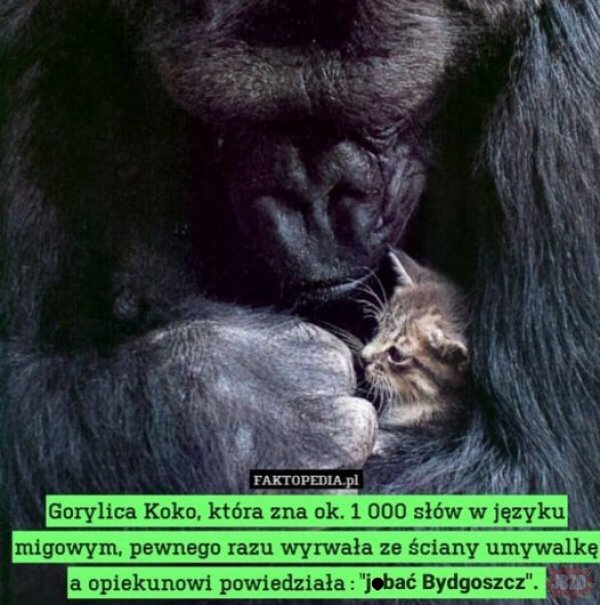 FAKTOPEDIA.pl
Gorylica Koko, która zna ok. 1 000 słów w języku
migowym, pewnego razu wyrwała ze ściany umywalkę
a opiekunowi powiedziała : "j●bać Bydgoszcz".
JBZD